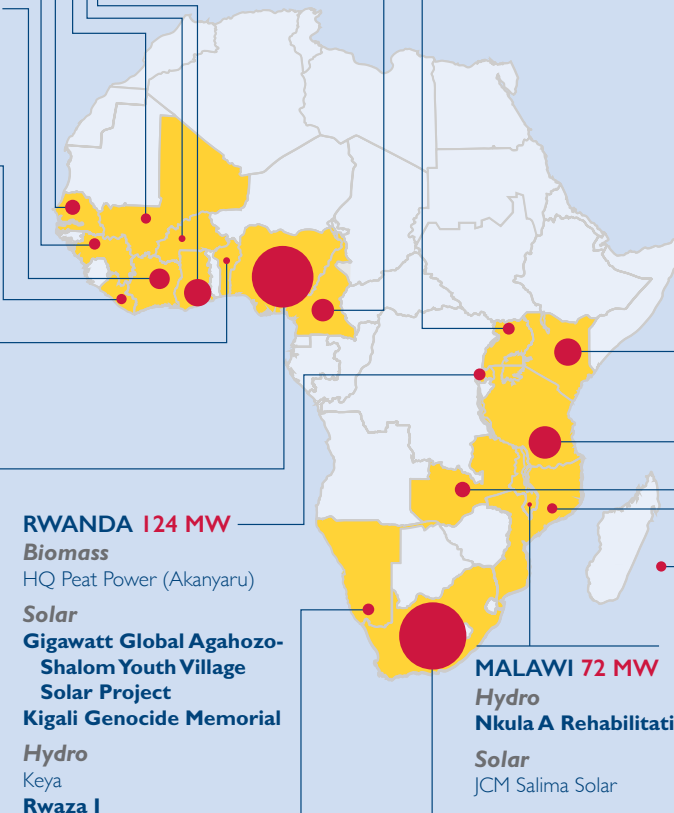 RWANDA 124 MW
Biomass
HQ Peat Power (Akanyaru)
Solar
Gigawatt Global Agahozo-
Shalom Youth Village
Solar Project
Kigali Genocide Memorial
Hydro
Keya
Rwaza I
MALAWI 72 MW
Hydro
Nkula A Rehabilitati
Solar
JCM Salima Solar